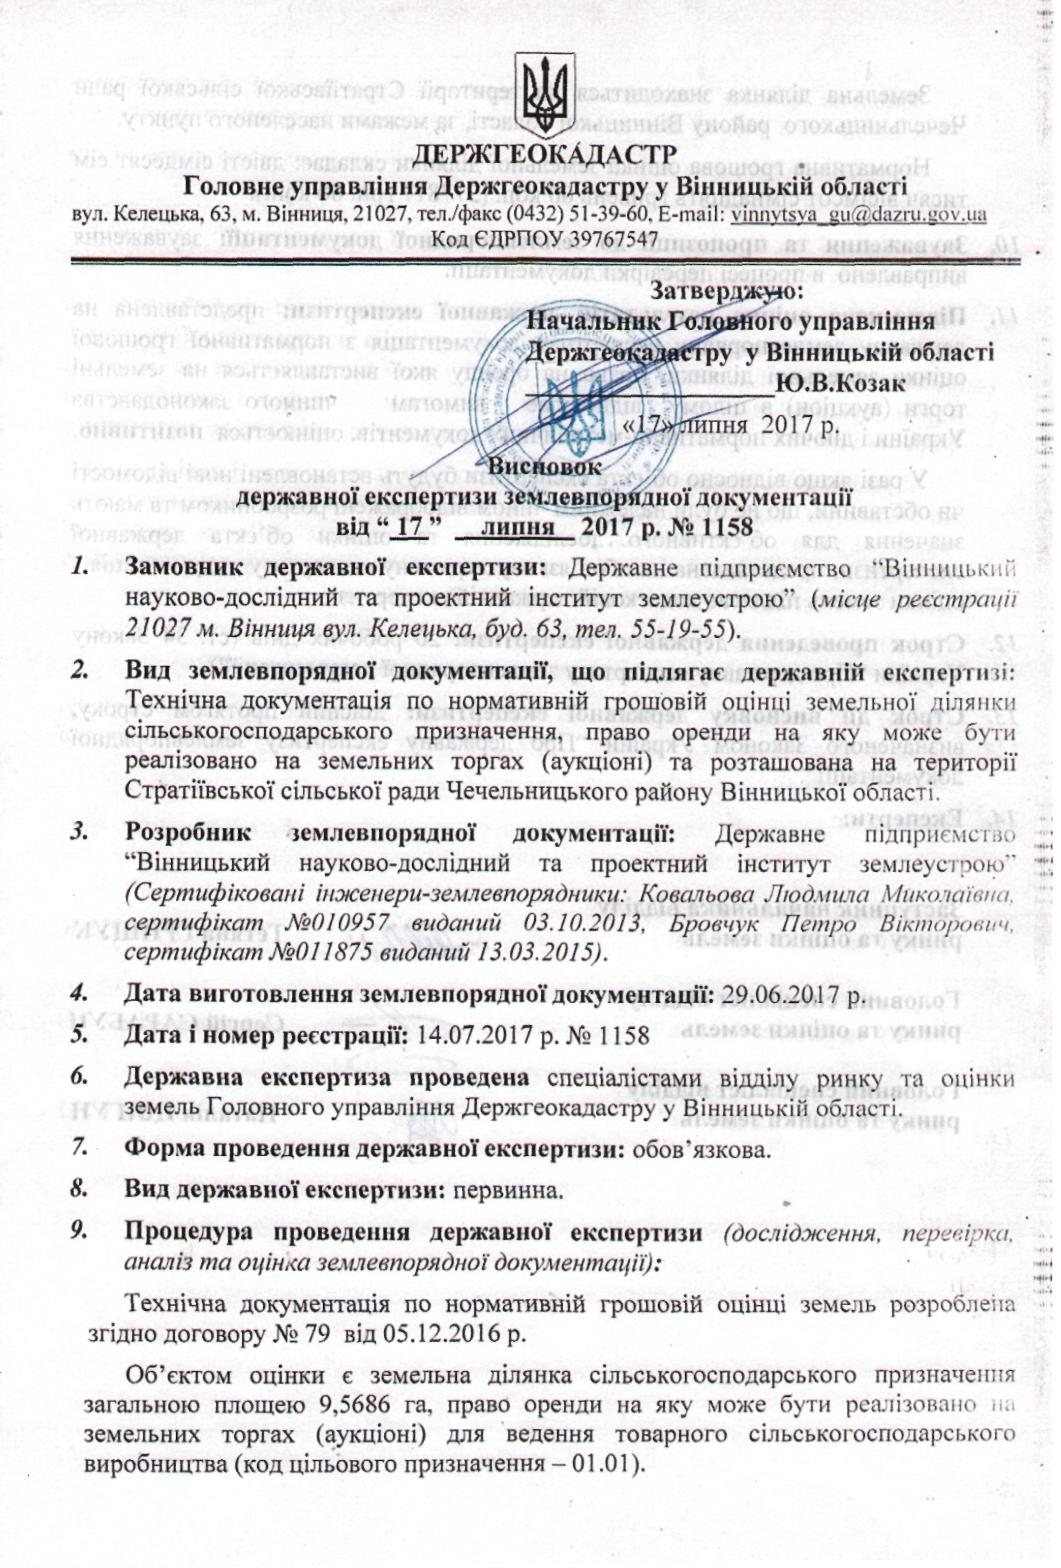 ДЕРЖГЕОКАДАСТР
Головне управління Держгеокадастру у Вінницькій області
вул. Келецька, 63, м. Вінниця, 21027, тел./факс (0432) 51-39-60, E-mail: vinnytsya_gu@dazru.gov.ua
Код ЄДРПОУ 39767547
Затверджую:
Начальник Головного управління
Держгеокадастру у Вінницькій області
Ю.В.Козак
«17» липня 2017 р.
Висновок
державної експертизи землевпорядної документації
від “ 17 ” липня 2017 р. № 1158
1. Замовник державної експертизи: Державне підприємство “Вінницький
науково-дослідний та проектний інститут землеустрою” (місце реєстрації
21027 м. Вінниця вул. Келецька, буд. 63, тел. 55-19-55).
2. Вид землевпорядної документації, що підлягає державній експертизі:
Технічна документація по нормативній грошовій оцінці земельної ділянки
сільськогосподарського призначення, право оренди на яку може бути
реалізовано на земельних торгах (аукціоні) та розташована на території
Стратіївської сільської ради Чечельницького району Вінницької області.
3. Розробник землевпорядної документації: Державне підприємство
“Вінницький науково-дослідний та проектний інститут землеустрою”
(Сертифіковані інженери-землевпорядники: Ковальова Людмила Миколаївна,
сертифікат №010957 виданий 03.10.2013, Бровчук Петро Вікторович,
сертифікат №011875 виданий 13.03.2015).
4. Дата виготовлення землевпорядної документації: 29.06.2017 р.
5. Дата і номер реєстрації: 14.07.2017 р. № 1158
6. Державна експертиза проведена спеціалістами відділу ринку та оцінки
земель Головного управління Держгеокадастру у Вінницькій області.
7. Форма проведення державної експертизи: обов’язкова.
8. Вид державної експертизи: первинна.
9. Процедура проведення державної експертизи (дослідження, перевірка,
аналіз та оцінка землевпорядної документації):
Технічна документація по нормативній грошовій оцінці земель розроблена
згідно договору № 79 від 05.12.2016 р.
Об’єктом оцінки є земельна ділянка сільськогосподарського призначення
загальною площею 9,5686 га, право оренди на яку може бути реалізовано на
земельних торгах (аукціоні) для ведення товарного сільськогосподарського
виробництва (код цільового призначення – 01.01).